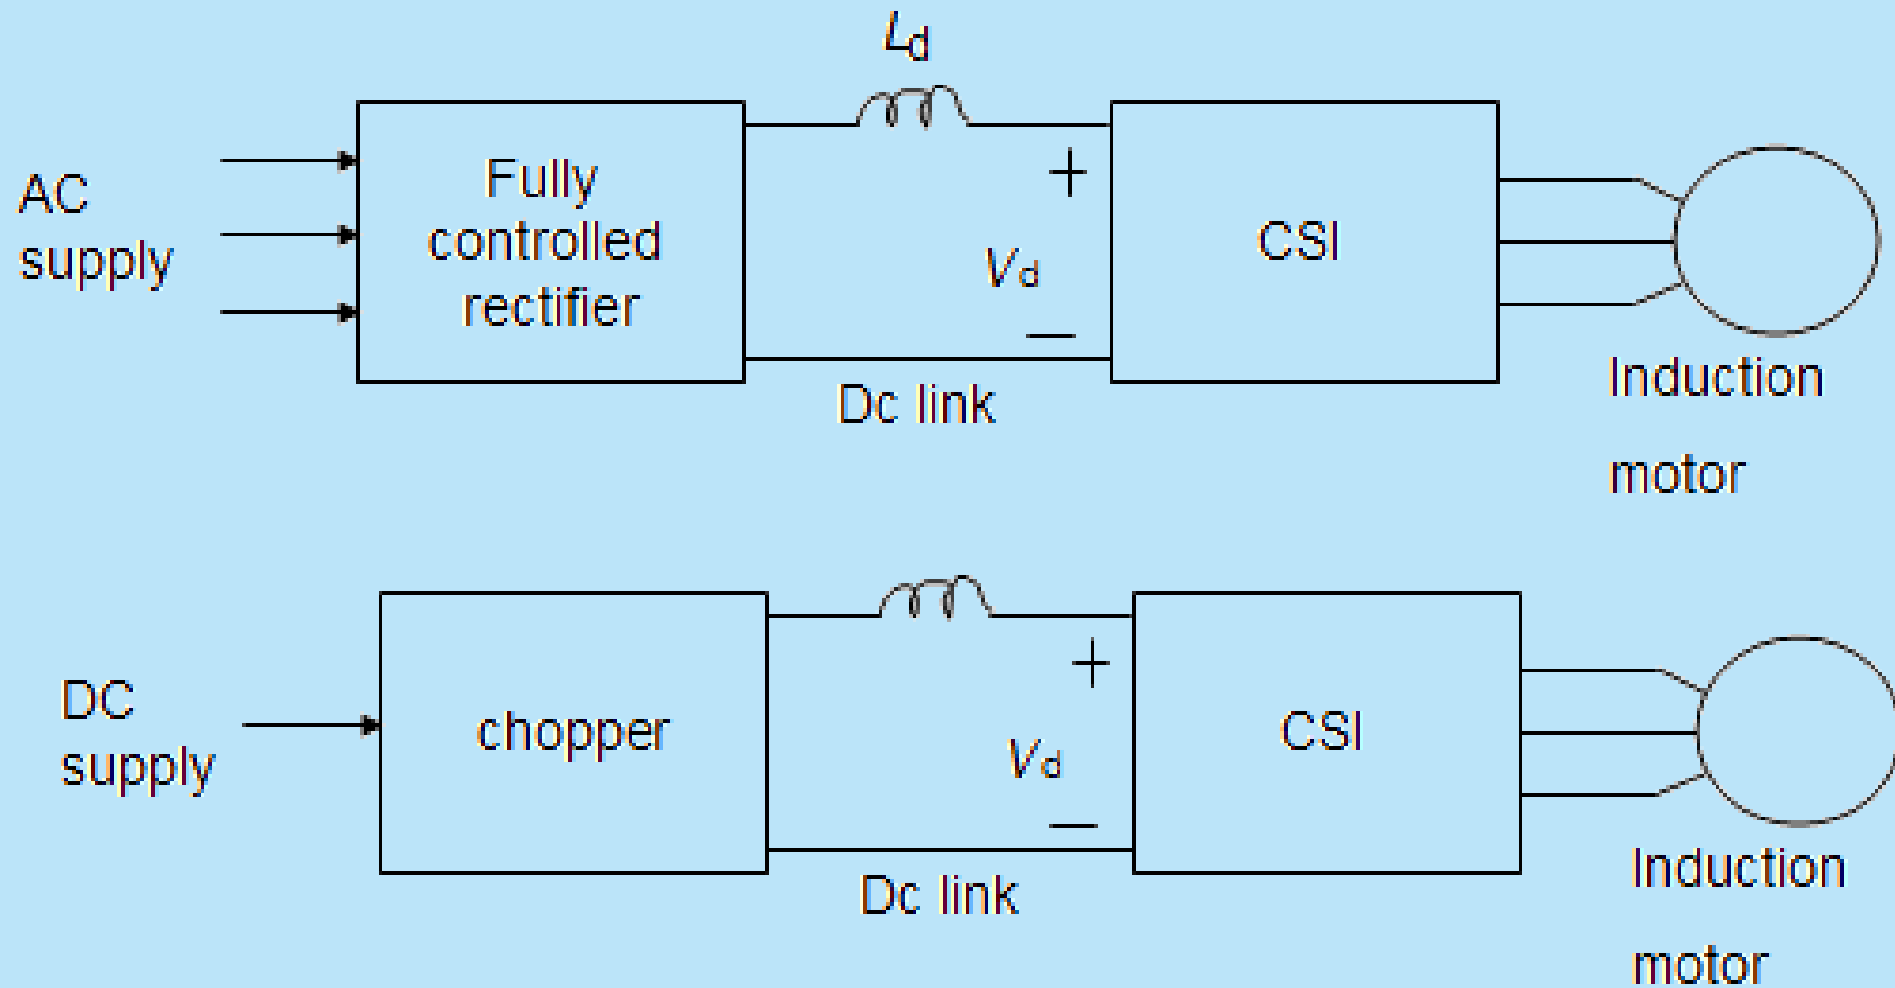 Ld
AC
supply
Fully
controlled
rectifier
+
Vd
—
CSI
Dc link
Induction
motor
DC
supply
chopper
+
Vd
—
CSI
Dc link
Induction
motor